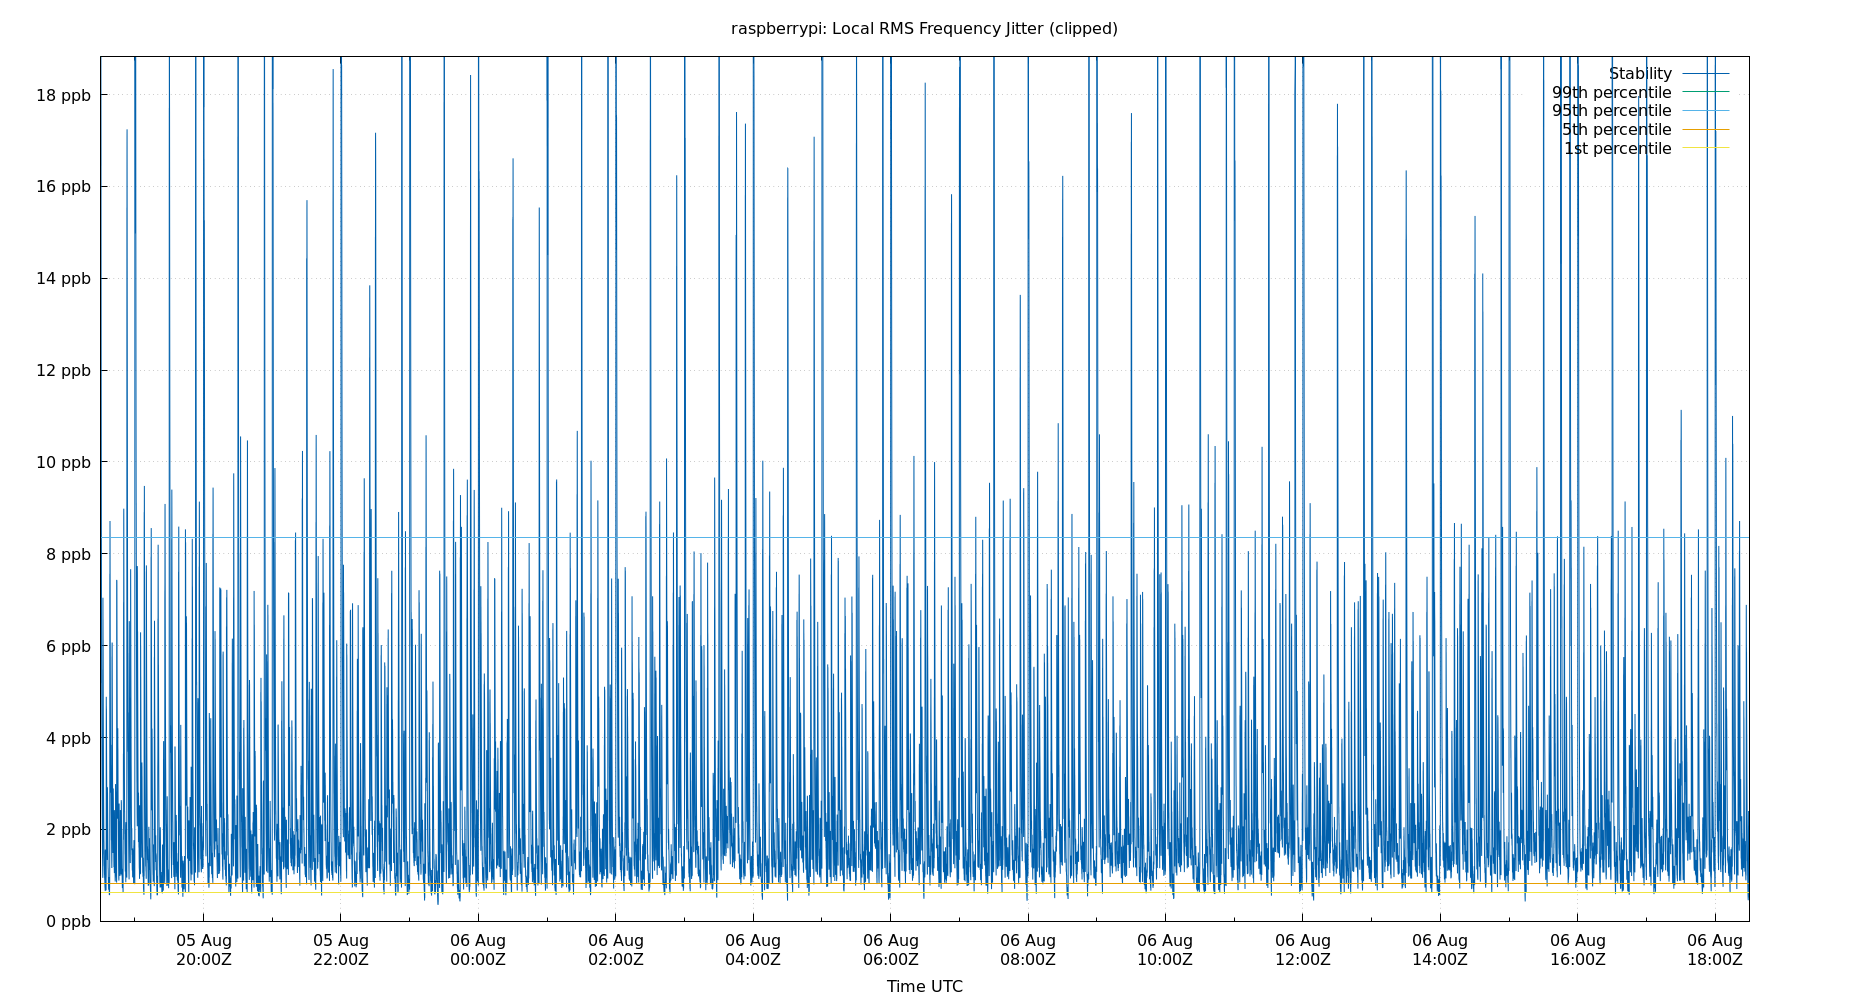 raspberrypi: Local RMS Frequency Jitter (clipped)
Stability
99th percentile
95th percentile
5th percentile
1st percentile
18 ppb
16 ppb
14 ppb
12 ppb
10 ppb
8 ppb
6 ppb
4 ppb
2 ppb
0 ppb
05 Aug 05 Aug 06 Aug 06 Aug 06 Aug 06 Aug 06 Aug 06 Aug 06 Aug 06 Aug 06 Aug 06 Aug
20:00Z 22:00Z 00:00Z 02:00Z 04:00Z 06:00Z 08:00Z 10:00Z 12:00Z 14:00Z 16:00Z 18:00Z
Time UTC